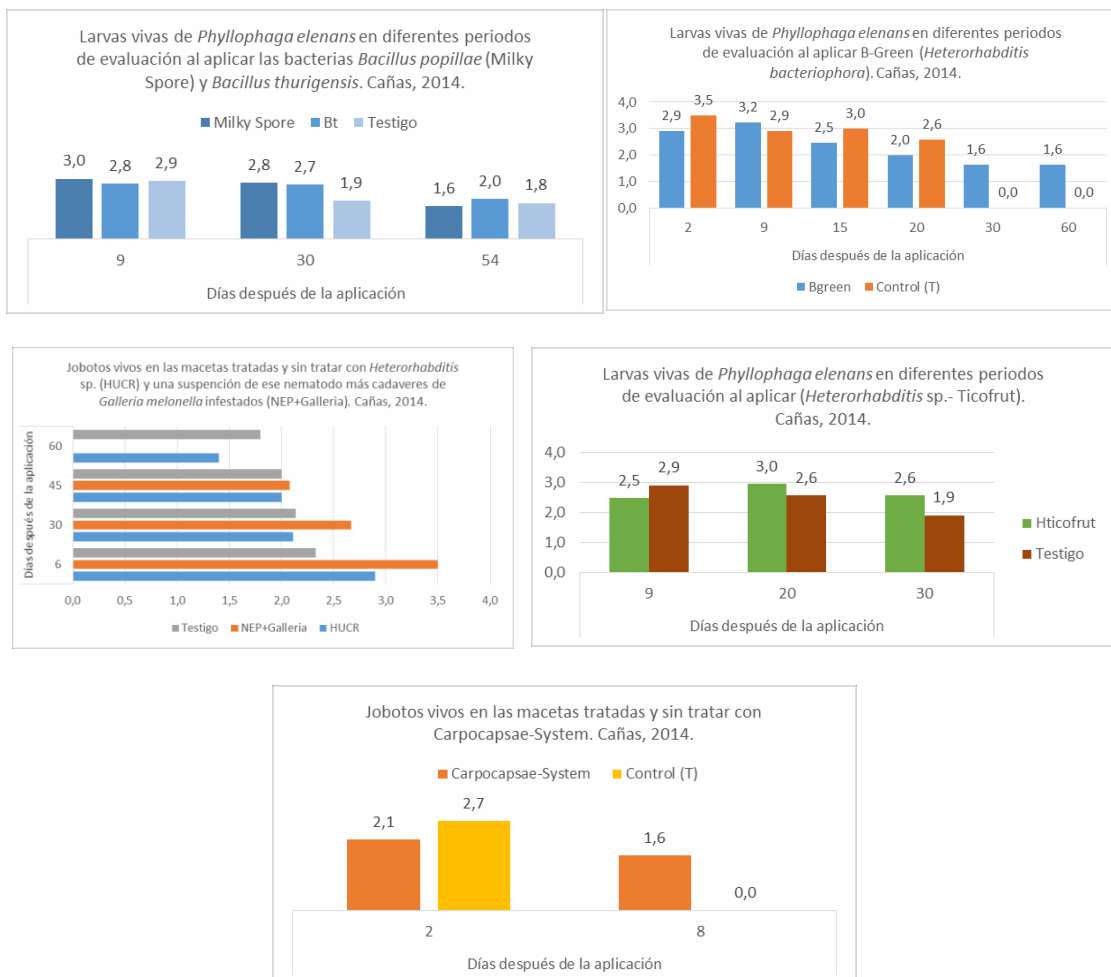 Larvas vivas de Phyllophaga elenans en diferentes periodos
de evaluación al aplicar las bacterias Bacillus popillae (Milky
Spore) y Bacillus thurigensis. Cañas, 2014.
Milky Spore Bt Testigo
3,0 2,8 2,9 2,8 2,7 1,9 1,6 2,0 1,8
9 30 54
Días después de la aplicación
Larvas vivas de Phyllophaga elenans en diferentes periodos
de evaluación al aplicar B-Green (Heterorhabditis
bacteriophora). Cañas, 2014.
4,0
3,0
2,0
1,0
0,0
2,9 3,5 3,2 2,9 2,5 3,0 2,0 2,6 1,6 0,0 1,6 0,0
2 9 15 20 30 60
Días después de la aplicación
Bgreen Control (T)
Jobotos vivos en las macetas tratadas y sin tratar con Heterorhabditis
sp. (HUCR) y una suspención de ese nematodo más cadaveres de
Galleria melonella infestados (NEP+Galleria). Cañas, 2014.
Días después de la aplicación
60
45
30
6
0,0 0,5 1,0 1,5 2,0 2,5 3,0 3,5 4,0
Testigo NEP+Galleria HUCR
Larvas vivas de Phyllophaga elenans en diferentes periodos
de evaluación al aplicar (Heterorhabditis sp.- Ticofrut).
Cañas, 2014.
4,0
3,0
2,0
1,0
0,0
2,5 2,9 3,0 2,6 2,6 1,9
9 20 30
Días después de la aplicación
Hticofrut
Testigo
Jobotos vivos en las macetas tratadas y sin tratar con
Carpocapsae-System. Cañas, 2014.
Carpocapsae-System Control (T)
2,1 2,7 1,6 0,0
2 8
Días después de la aplicación